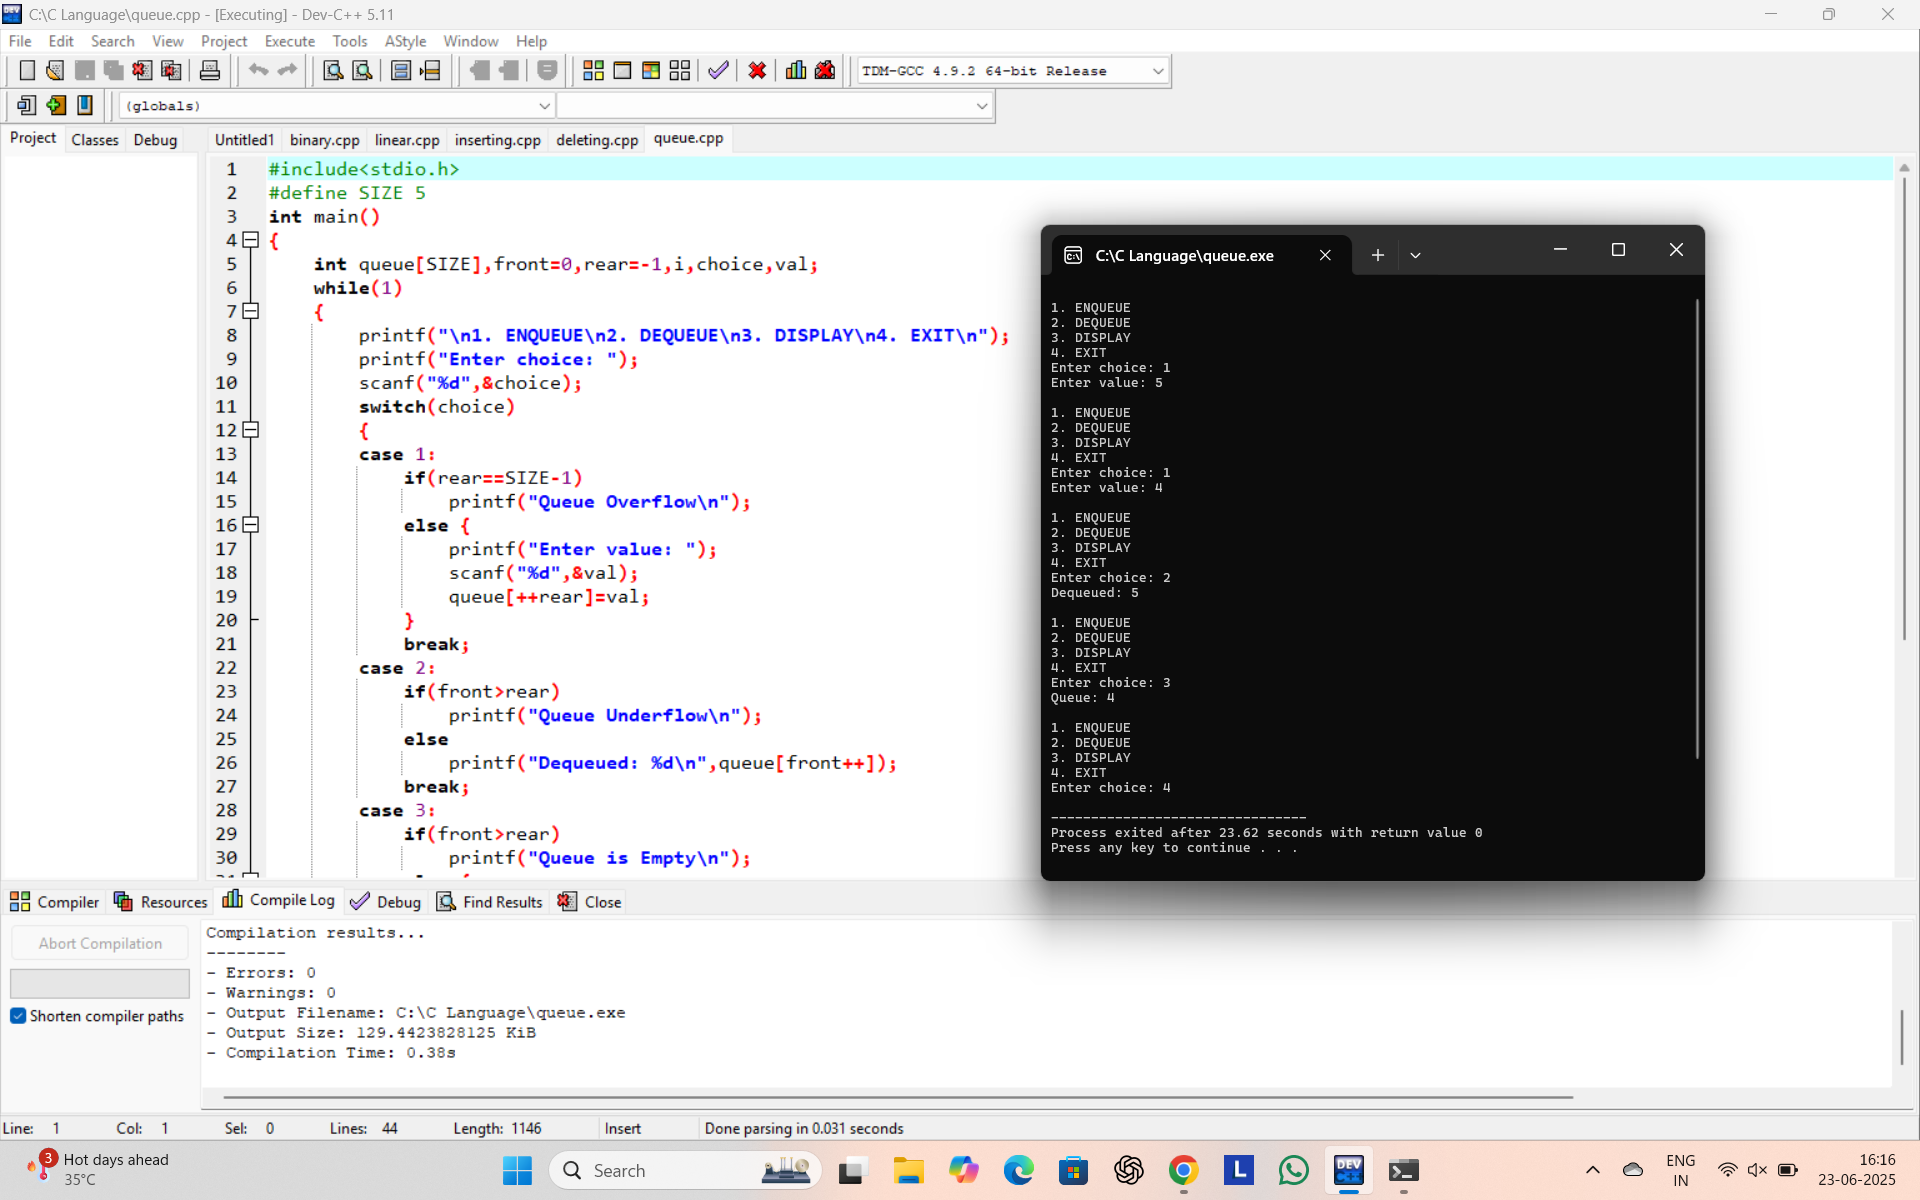 C:\C Language\queue.cpp - [Executing] - Dev-C++ 5.11
File Edit Search View Project Execute Tools AStyle Window Help
TDM-GCC 4.9.2 64-bit Release
(globals)
Project Classes Debug
Untitled1 binary.cpp linear.cpp inserting.cpp deleting.cpp queue.cpp
1 #include<stdio.h>
2 #define SIZE 5
3 int main()
4 {
5 int queue[SIZE],front=0,rear=-1,i,choice,val;
6 while(1)
7 {
8 printf("\n1. ENQUEUE\n2. DEQUEUE\n3. DISPLAY\n4. EXIT\n");
9 printf("Enter choice: ");
10 scanf("%d",&choice);
11 switch(choice)
12 {
13 case 1:
14 if(rear==SIZE-1)
15 printf("Queue Overflow\n");
16 else {
17 printf("Enter value: ");
18 scanf("%d",&val);
19 queue[++rear]=val;
20 }
21 break;
22 case 2:
23 if(front>rear)
24 printf("Queue Underflow\n");
25 else
26 printf("Dequeued: %d\n",queue[front++]);
27 break;
28 case 3:
29 if(front>rear)
30 printf("Queue is Empty\n");
C:\C Language\queue.exe
1. ENQUEUE
2. DEQUEUE
3. DISPLAY
4. EXIT
Enter choice: 1
Enter value: 5
1. ENQUEUE
2. DEQUEUE
3. DISPLAY
4. EXIT
Enter choice: 1
Enter value: 4
1. ENQUEUE
2. DEQUEUE
3. DISPLAY
4. EXIT
Enter choice: 2
Dequeued: 5
1. ENQUEUE
2. DEQUEUE
3. DISPLAY
4. EXIT
Enter choice: 3
Queue: 4
1. ENQUEUE
2. DEQUEUE
3. DISPLAY
4. EXIT
Enter choice: 4
--------------------------------
Process exited after 23.62 seconds with return value 0
Press any key to continue . . .
Compiler Resources Compile Log Debug Find Results Close
Abort Compilation
Shorten compiler paths
Compilation results...
--------
- Errors: 0
- Warnings: 0
- Output Filename: C:\C Language\queue.exe
- Output Size: 129.4423828125 KiB
- Compilation Time: 0.38s
Line: 1 Col: 1 Sel: 0 Lines: 44 Length: 1146 Insert Done parsing in 0.031 seconds
3
Hot days ahead
35°C
Search
DEV
L
ENG
IN
16:16
23-06-2025